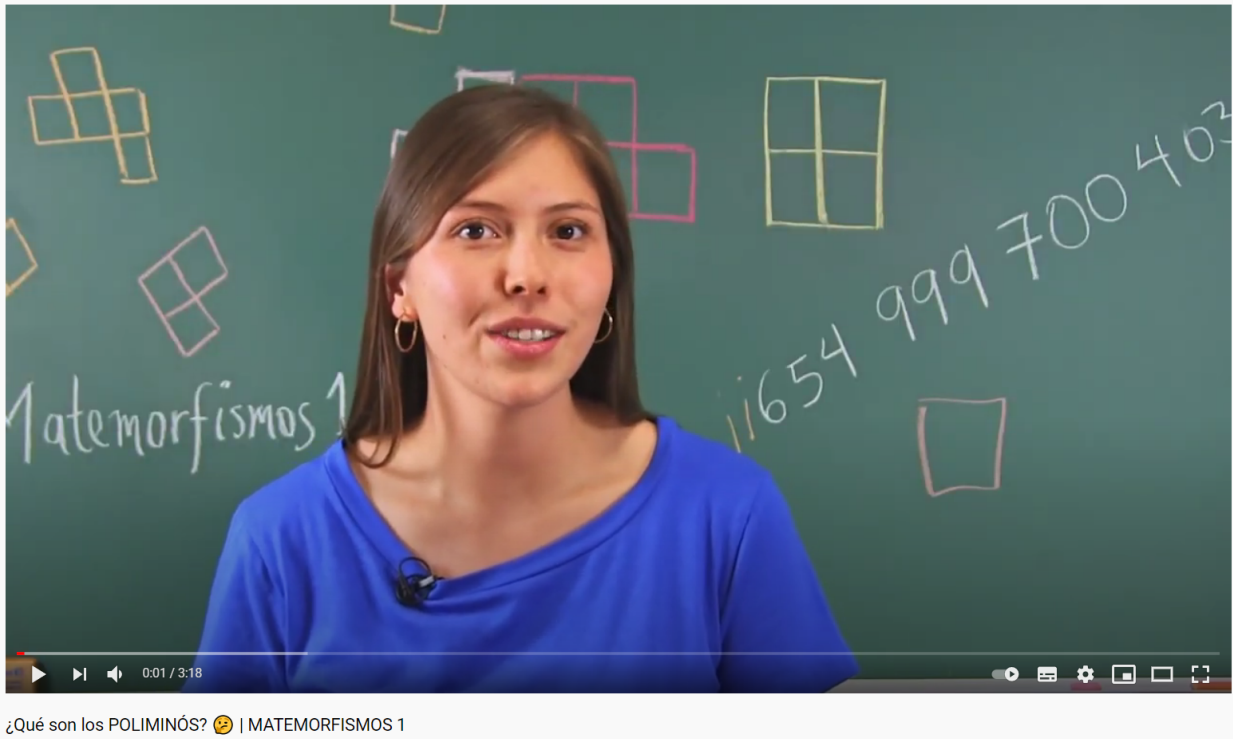 Matemorfismos 1
¡¡654 999 700 403
0:01 / 3:18
¿Qué son los POLIMINÓS? 🤔 | MATEMORFISMOS 1